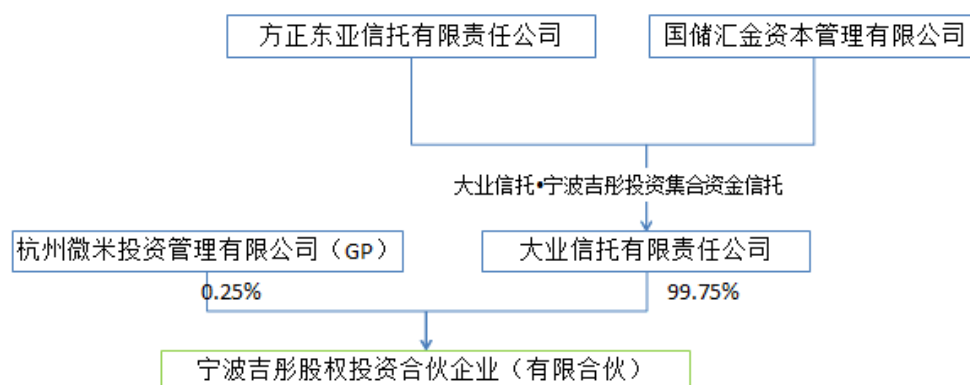 方正东亚信托有限责任公司
国储汇金资本管理有限公司
大业信托•宁波吉彤投资集合资金信托
杭州微米投资管理有限公司（GP）
大业信托有限责任公司
0.25%
99.75%
宁波吉彤股权投资合伙企业（有限合伙）